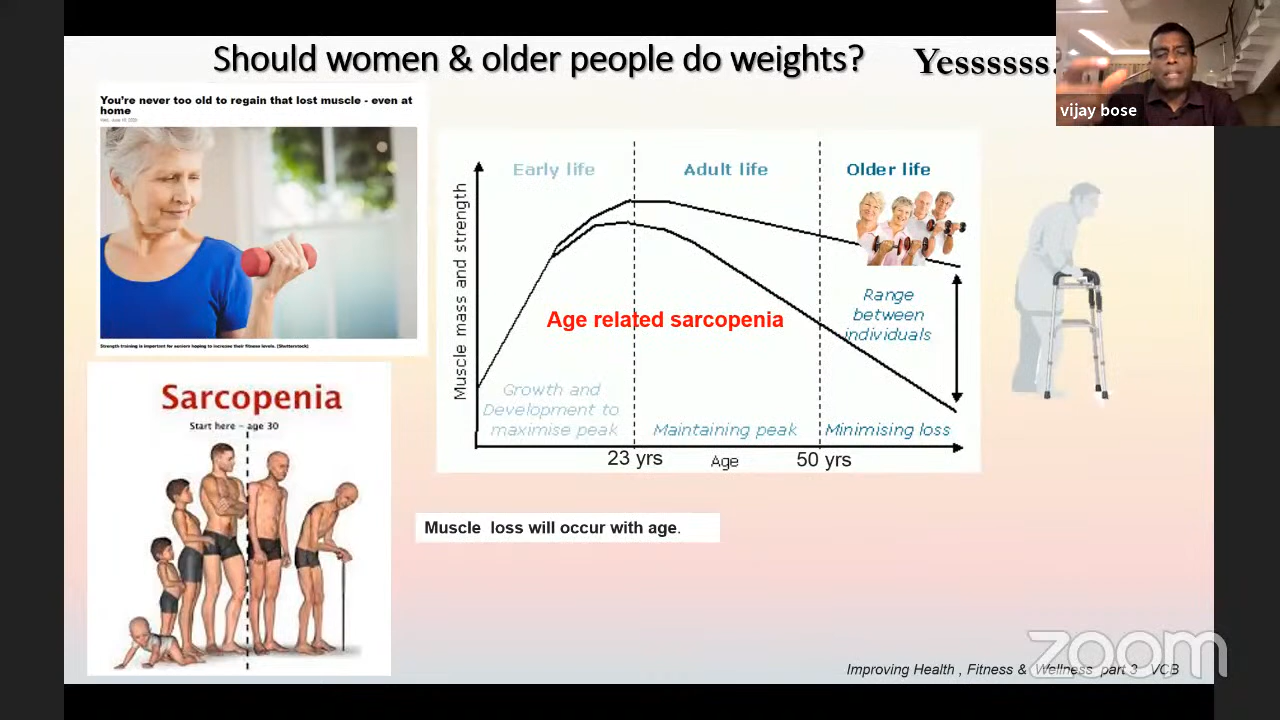 Should women & older people do weights?
Yesssssss.
vijay bose
You're never too old to regain that lost muscle - even at
home
Strength training is important for seniors hoping to increase their fitness levels. [Shutterstock]
Early life
Adult life
Older life
Muscle mass and strength
Age related sarcopenia
Range
between
individuals
Growth and
Development to
maximise peak
Maintaining peak
Minimising loss
23 yrs
Age
50 yrs
Sarcopenia
Start here – age 30
Muscle loss will occur with age.
Improving Health , Fitness & Wellness part 3 VCB
zoom